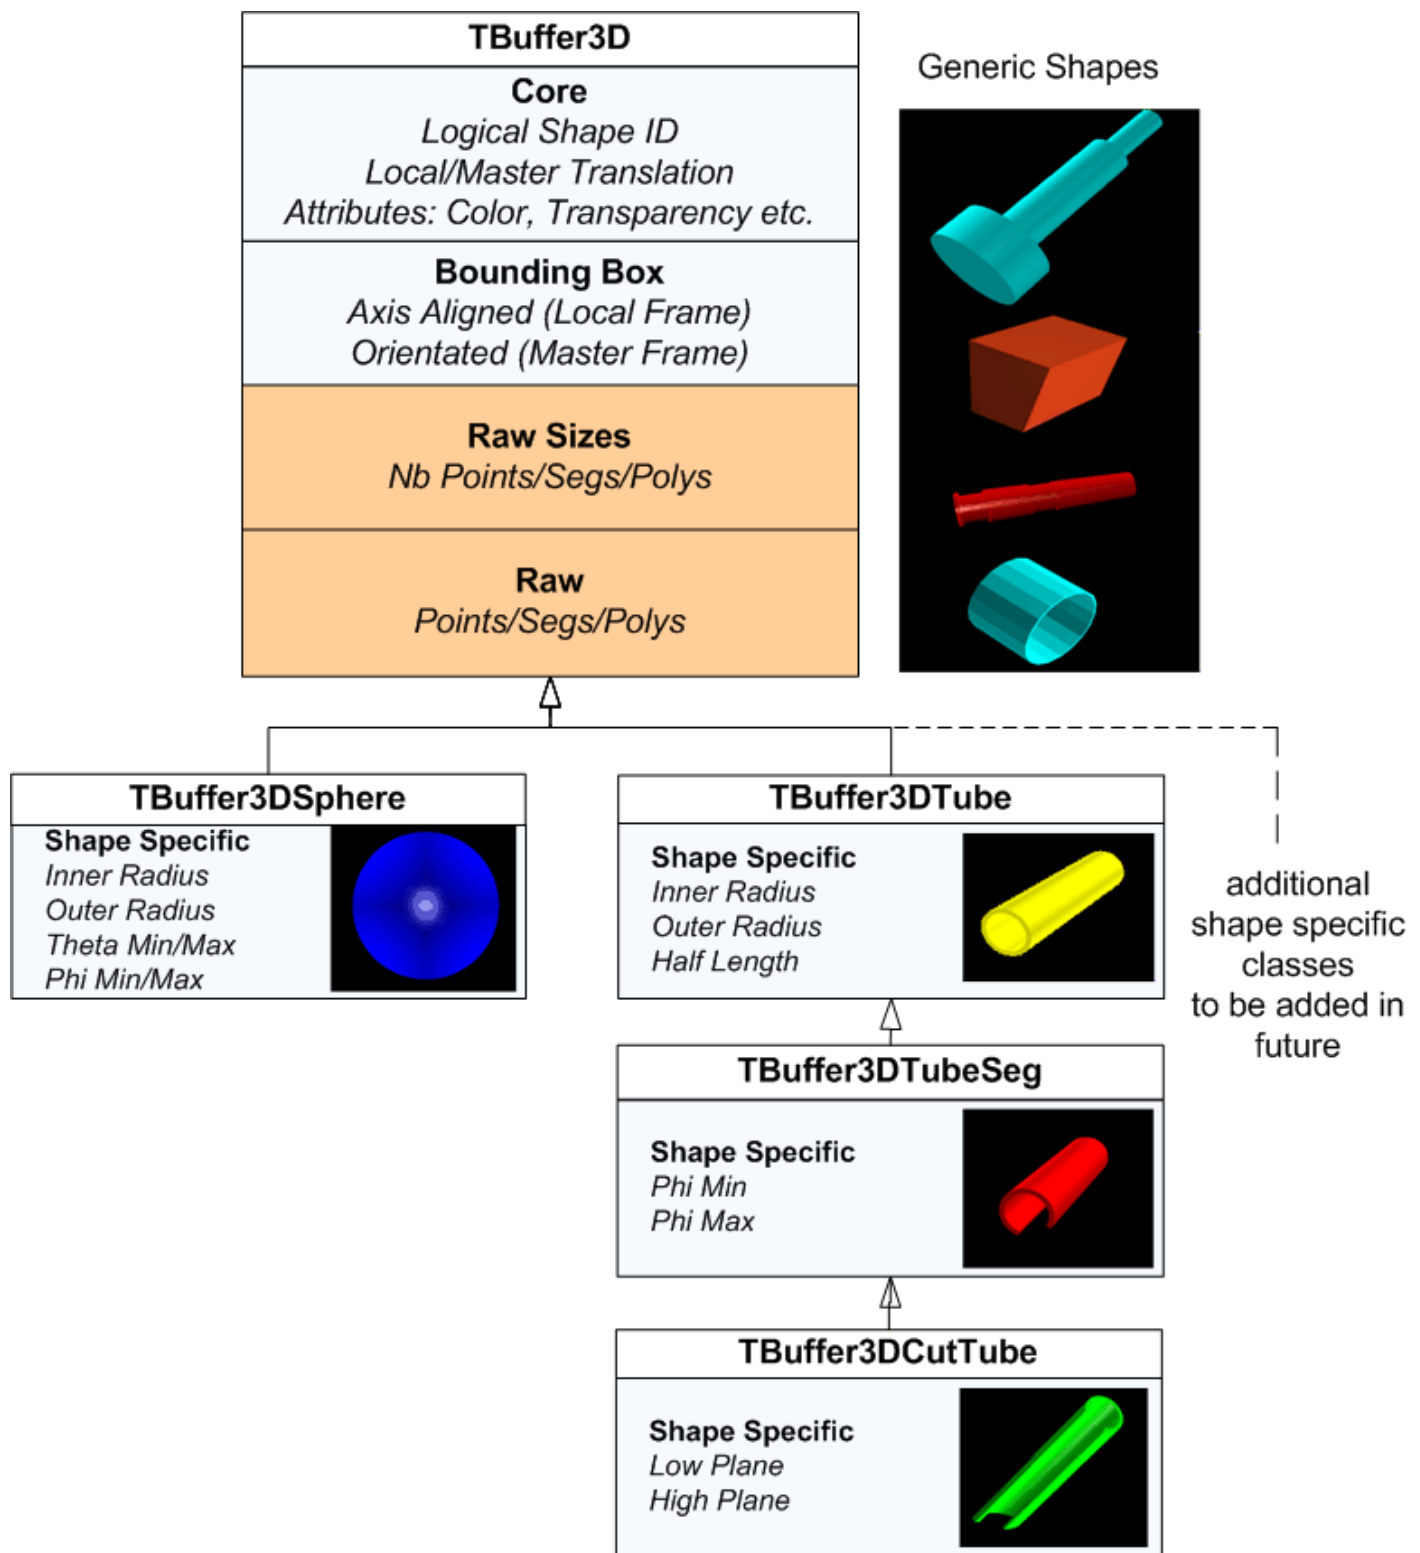 TBuffer3D
Core
Logical Shape ID
Local/Master Translation
Attributes: Color, Transparency etc.
Bounding Box
Axis Aligned (Local Frame)
Orientated (Master Frame)
Raw Sizes
Nb Points/Segs/Polys
Raw
Points/Segs/Polys
Generic Shapes
TBuffer3DSphere
Shape Specific
Inner Radius
Outer Radius
Theta Min/Max
Phi Min/Max
TBuffer3DTube
Shape Specific
Inner Radius
Outer Radius
Half Length
additional
shape specific
classes
to be added in
future
TBuffer3DTubeSeg
Shape Specific
Phi Min
Phi Max
TBuffer3DCutTube
Shape Specific
Low Plane
High Plane